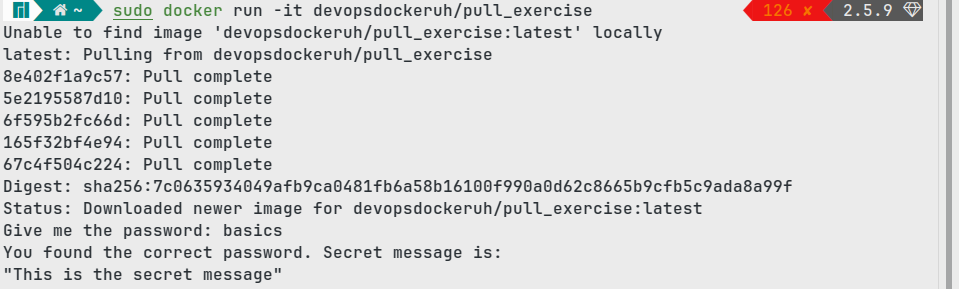 ~ sudo docker run -it devopsdockeruh/pull_exercise 126 ✘ 2.5.9
Unable to find image 'devopsdockeruh/pull_exercise:latest' locally
latest: Pulling from devopsdockeruh/pull_exercise
8e402f1a9c57: Pull complete
5e2195587d10: Pull complete
6f595b2fc66d: Pull complete
165f32bf4e94: Pull complete
67c4f504c224: Pull complete
Digest: sha256:7c0635934049afb9ca0481fb6a58b16100f990a0d62c8665b9cfb5c9ada8a99f
Status: Downloaded newer image for devopsdockeruh/pull_exercise:latest
Give me the password: basics
You found the correct password. Secret message is:
"This is the secret message"